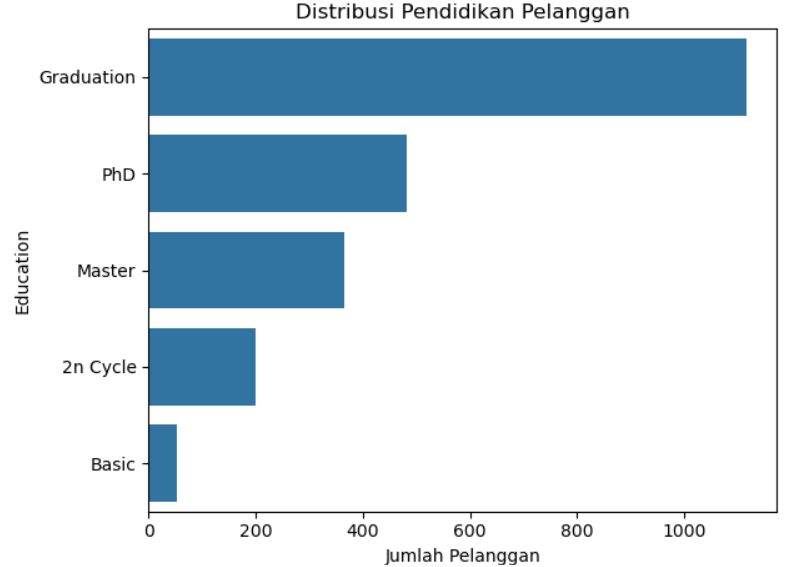 Distribusi Pendidikan Pelanggan
Graduation
PhD
Master
2n Cycle
Basic
Education
0 200 400 600 800 1000
Jumlah Pelanggan